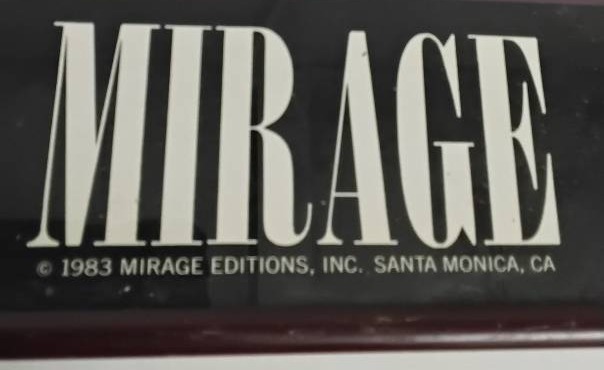 MIRAGE
© 1983 MIRAGE EDITIONS, INC. SANTA MONICA, CA